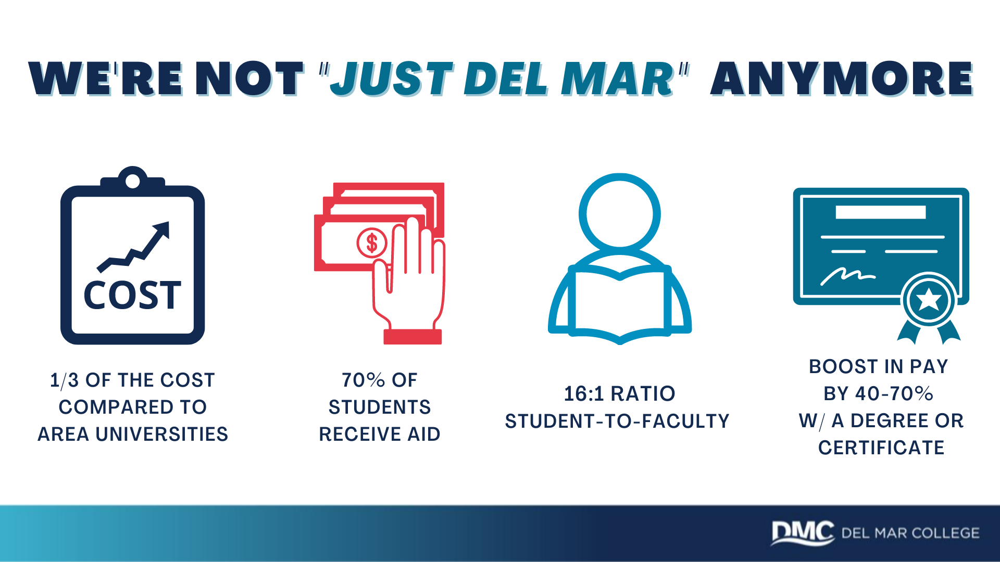 WE'RE NOT "JUST DEL MAR" ANYMORE
COST
$
1/3 OF THE COST
COMPARED TO
AREA UNIVERSITIES
70% OF
STUDENTS
RECEIVE AID
16:1 RATIO
STUDENT-TO-FACULTY
BOOST IN PAY
BY 40-70%
W/ A DEGREE OR
CERTIFICATE
DMC DEL MAR COLLEGE